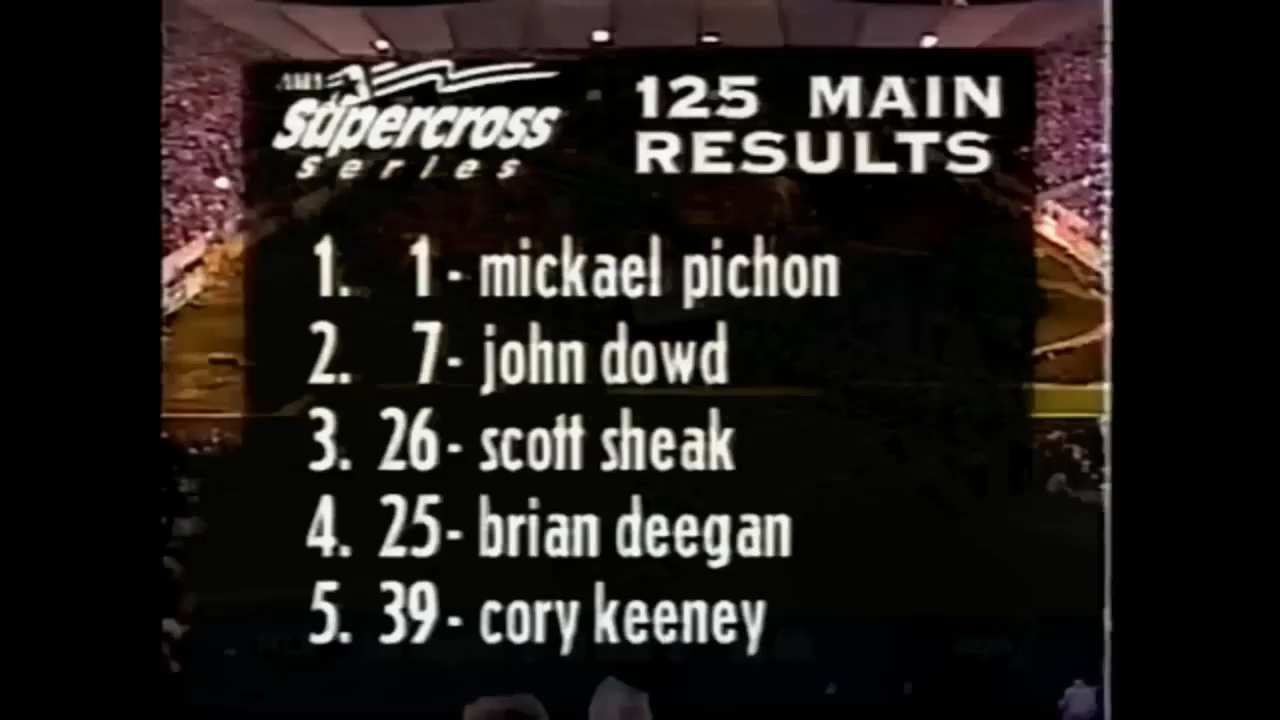 AMA
Supercross
series
125 MAIN
RESULTS
1. 1 - mickael pichon
2. 7 - john dowd
3. 26 - scott sheak
4. 25 - brian deegan
5. 39 - cory keeney